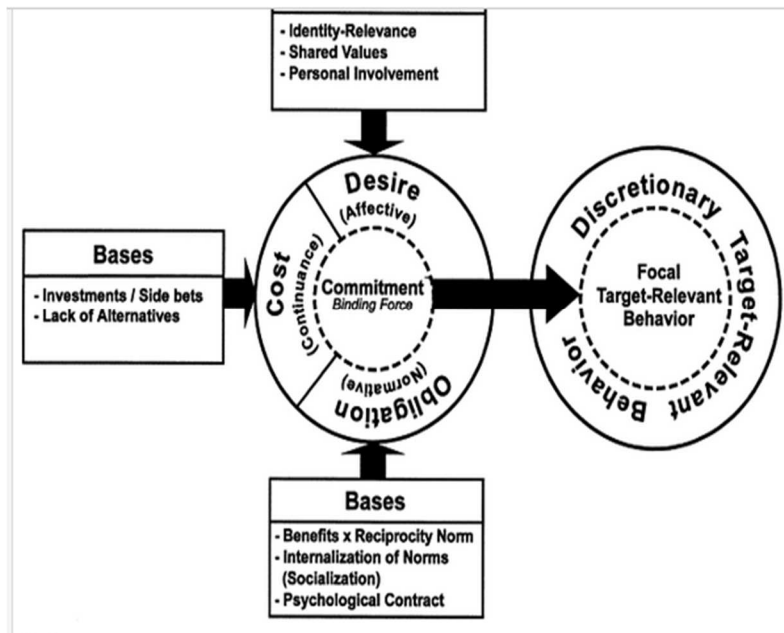 - Identity-Relevance
- Shared Values
- Personal Involvement
Desire
(Affective)
Cost
(Continuance)
Commitment
Binding Force
(Normative)
Obligation
Bases
- Investments / Side bets
- Lack of Alternatives
Discretionary Target-Relevant
Behavior
Focal
Target-Relevant
Behavior
Bases
- Benefits x Reciprocity Norm
- Internalization of Norms
(Socialization)
- Psychological Contract